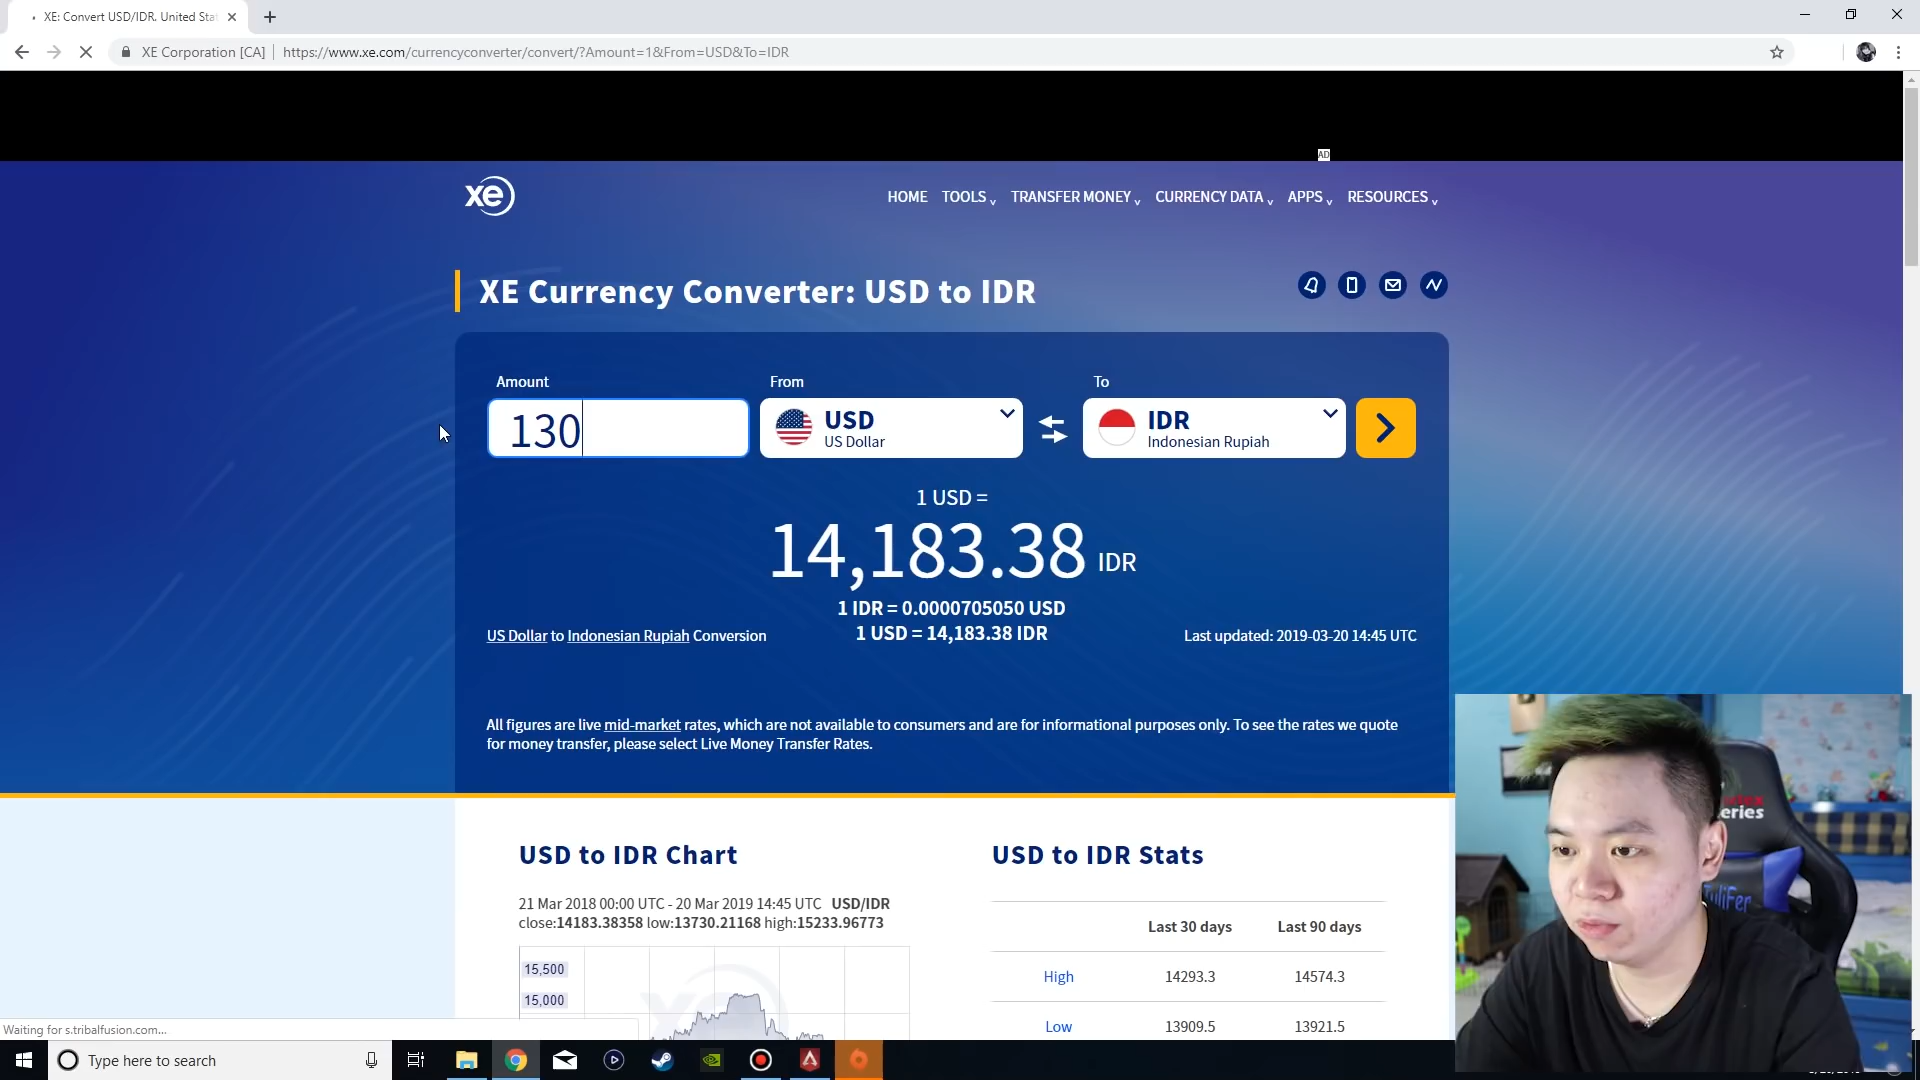 XE: Convert USD/IDR. United Sta
XE Corporation [CA]
https://www.xe.com/currencyconverter/convert/?Amount=1&From=USD&To=IDR
AD
xe
HOME TOOLS TRANSFER MONEY CURRENCY DATA APPS RESOURCES
XE Currency Converter: USD to IDR
Amount From To
130
USD
US Dollar
IDR
Indonesian Rupiah
1 USD =
14,183.38 IDR
1 IDR = 0.0000705050 USD
1 USD = 14,183.38 IDR
US Dollar to Indonesian Rupiah Conversion
Last updated: 2019-03-20 14:45 UTC
All figures are live mid-market rates, which are not available to consumers and are for informational purposes only. To see the rates we quote
for money transfer, please select Live Money Transfer Rates.
USD to IDR Chart
21 Mar 2018 00:00 UTC - 20 Mar 2019 14:45 UTC USD/IDR
close:14183.38358 low:13730.21168 high:15233.96773
15,500
15,000
xe
USD to IDR Stats
Last 30 days Last 90 days
High 14293.3 14574.3
Low 13909.5 13921.5
eries
TuliFer
Waiting for s.tribalfusion.com...
Type here to search